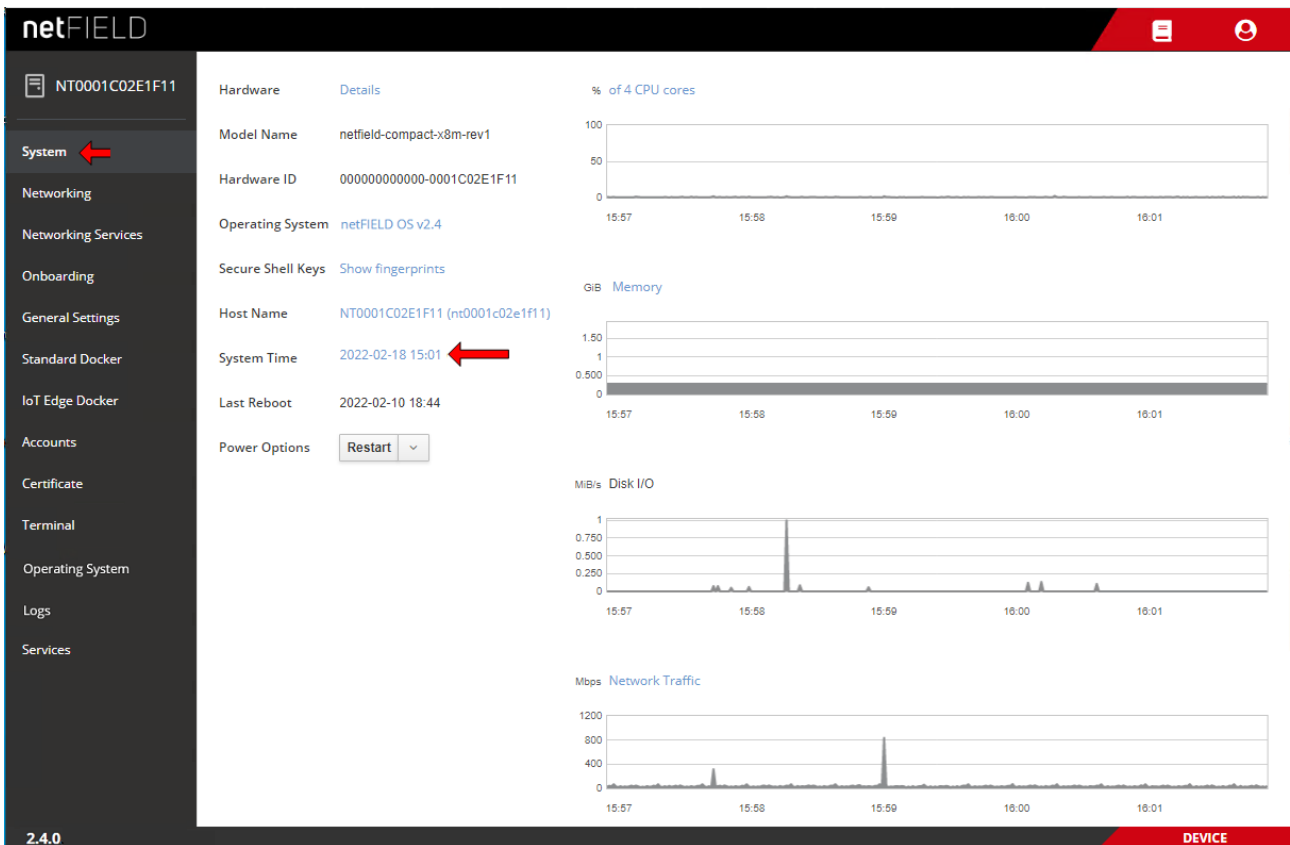 netFIELD
NT0001C02E1F11
System
Networking
Networking Services
Onboarding
General Settings
Standard Docker
IoT Edge Docker
Accounts
Certificate
Terminal
Operating System
Logs
Services
Hardware Details
Model Name netfield-compact-x8m-rev1
Hardware ID 000000000000-0001C02E1F11
Operating System netFIELD OS v2.4
Secure Shell Keys Show fingerprints
Host Name NT0001C02E1F11 (nt0001c02e1f11)
System Time 2022-02-18 15:01
Last Reboot 2022-02-10 18:44
Power Options Restart
% of 4 CPU cores
100
50
0
15:57 15:58 15:59 16:00 16:01
GiB Memory
1.50
1
0.500
0
15:57 15:58 15:59 16:00 16:01
MiB/s Disk I/O
1
0.750
0.500
0.250
0
15:57 15:58 15:59 16:00 16:01
Mbps Network Traffic
1200
800
400
0
15:57 15:58 15:59 16:00 16:01
2.4.0
DEVICE